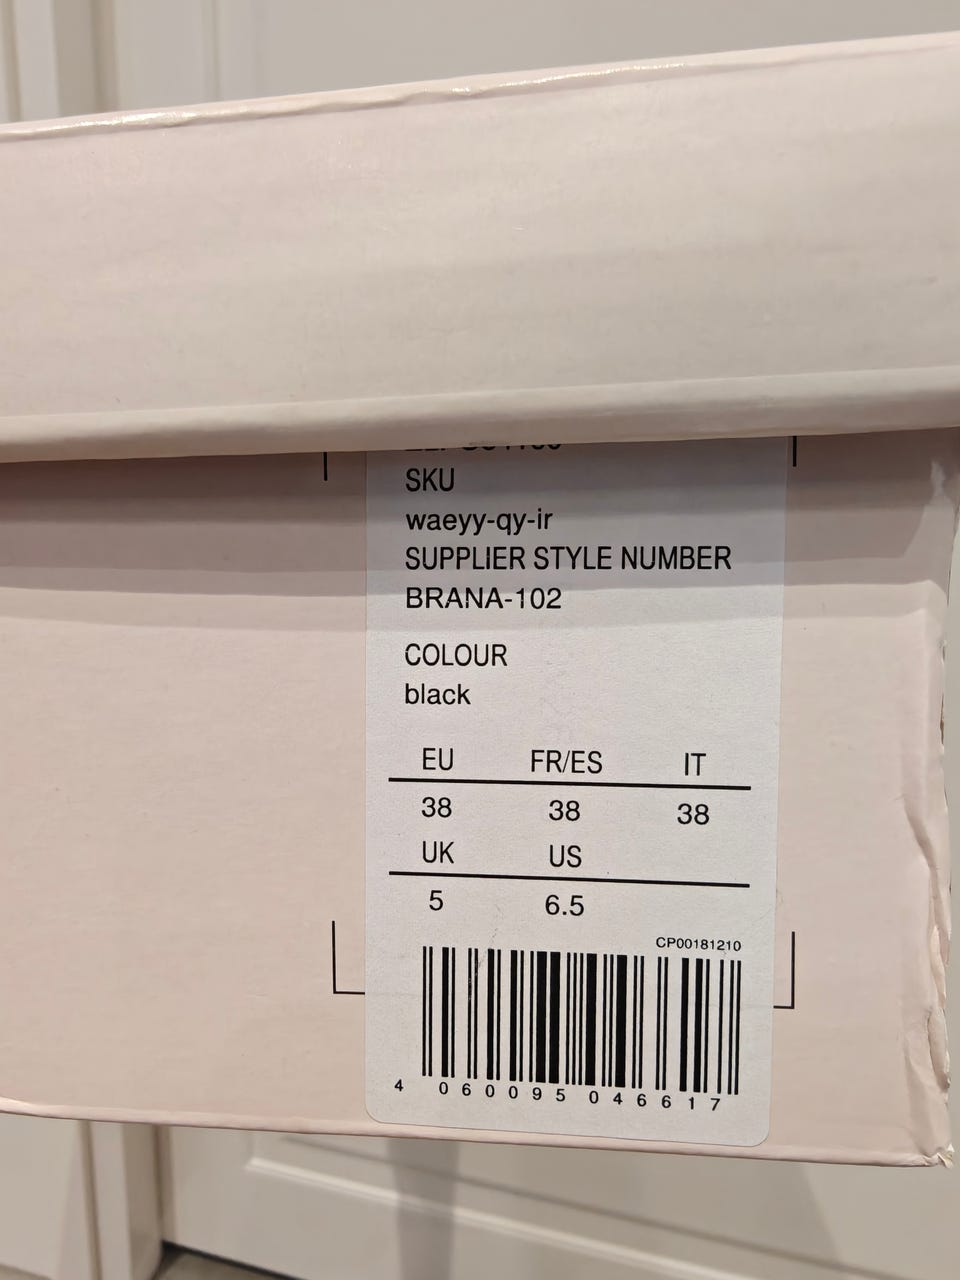 SKU
waeyy-qy-ir
SUPPLIER STYLE NUMBER
BRANA-102
COLOUR
black
EU FR/ES IT
38 38 38
UK US
5 6.5
CP00181210
4 060095 046617